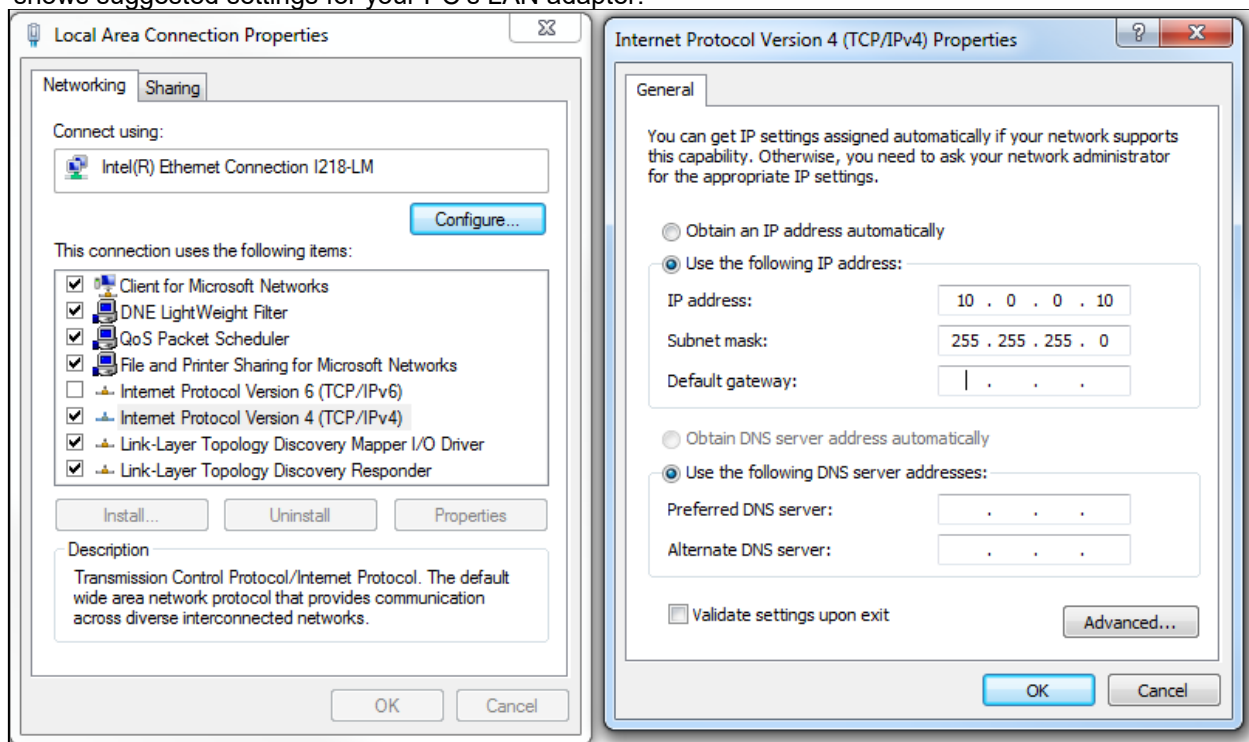 shows suggested settings for your PC's LAN adaptor.
Local Area Connection Properties
Networking
Sharing
Connect using:
Intel(R) Ethernet Connection I218-LM
Configure...
This connection uses the following items:
Client for Microsoft Networks
DNE LightWeight Filter
QoS Packet Scheduler
File and Printer Sharing for Microsoft Networks
Internet Protocol Version 6 (TCP/IPv6)
Internet Protocol Version 4 (TCP/IPv4)
Link-Layer Topology Discovery Mapper I/O Driver
Link-Layer Topology Discovery Responder
Install...
Uninstall
Properties
Description
Transmission Control Protocol/Internet Protocol. The default
wide area network protocol that provides communication
across diverse interconnected networks.
OK
Cancel
Internet Protocol Version 4 (TCP/IPv4) Properties
General
You can get IP settings assigned automatically if your network supports
this capability. Otherwise, you need to ask your network administrator
for the appropriate IP settings.
Obtain an IP address automatically
Use the following IP address:
IP address: 10 . 0 . 0 . 10
Subnet mask: 255 . 255 . 255 . 0
Default gateway: . . .
Obtain DNS server address automatically
Use the following DNS server addresses:
Preferred DNS server: . . .
Alternate DNS server: . . .
Validate settings upon exit
Advanced...
OK
Cancel